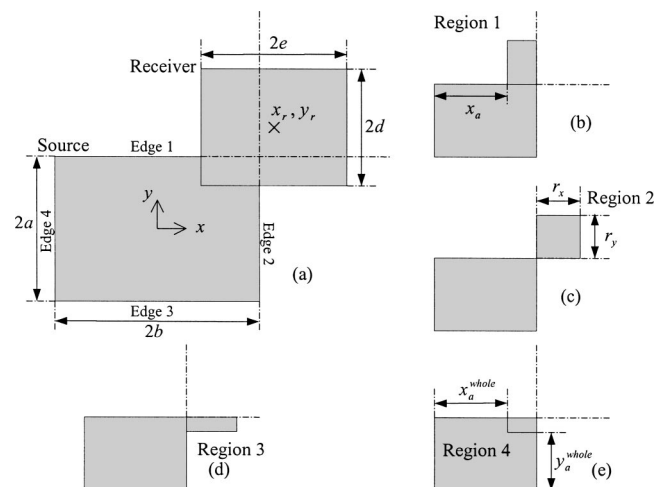 2e
Receiver
x_r, y_r
2d
Source
Edge 1
2a
Edge 4
y
x
Edge 2
(a)
Edge 3
2b
Region 1
x_a
(b)
r_x
Region 2
r_y
(c)
Region 3
(d)
x_a^{whole}
Region 4
y_a^{whole}
(e)